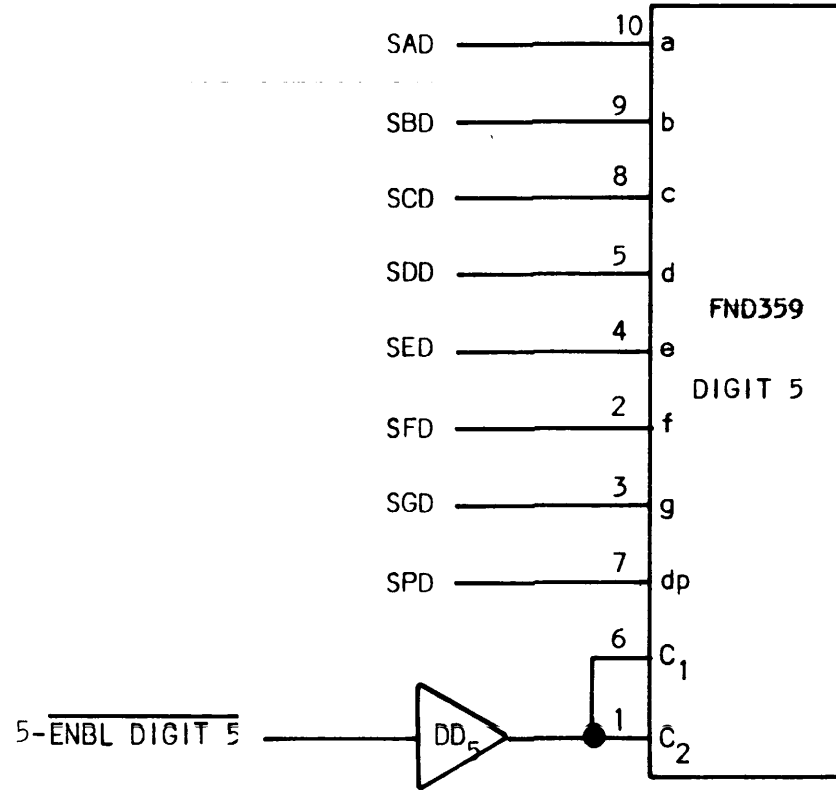 SAD 10 a
SBD 9 b
SCD 8 c
SDD 5 d
FND359
SED 4 e
DIGIT 5
SFD 2 f
SGD 3 g
SPD 7 dp
6 C1
5-ENBL DIGIT 5 DD5 1 C2